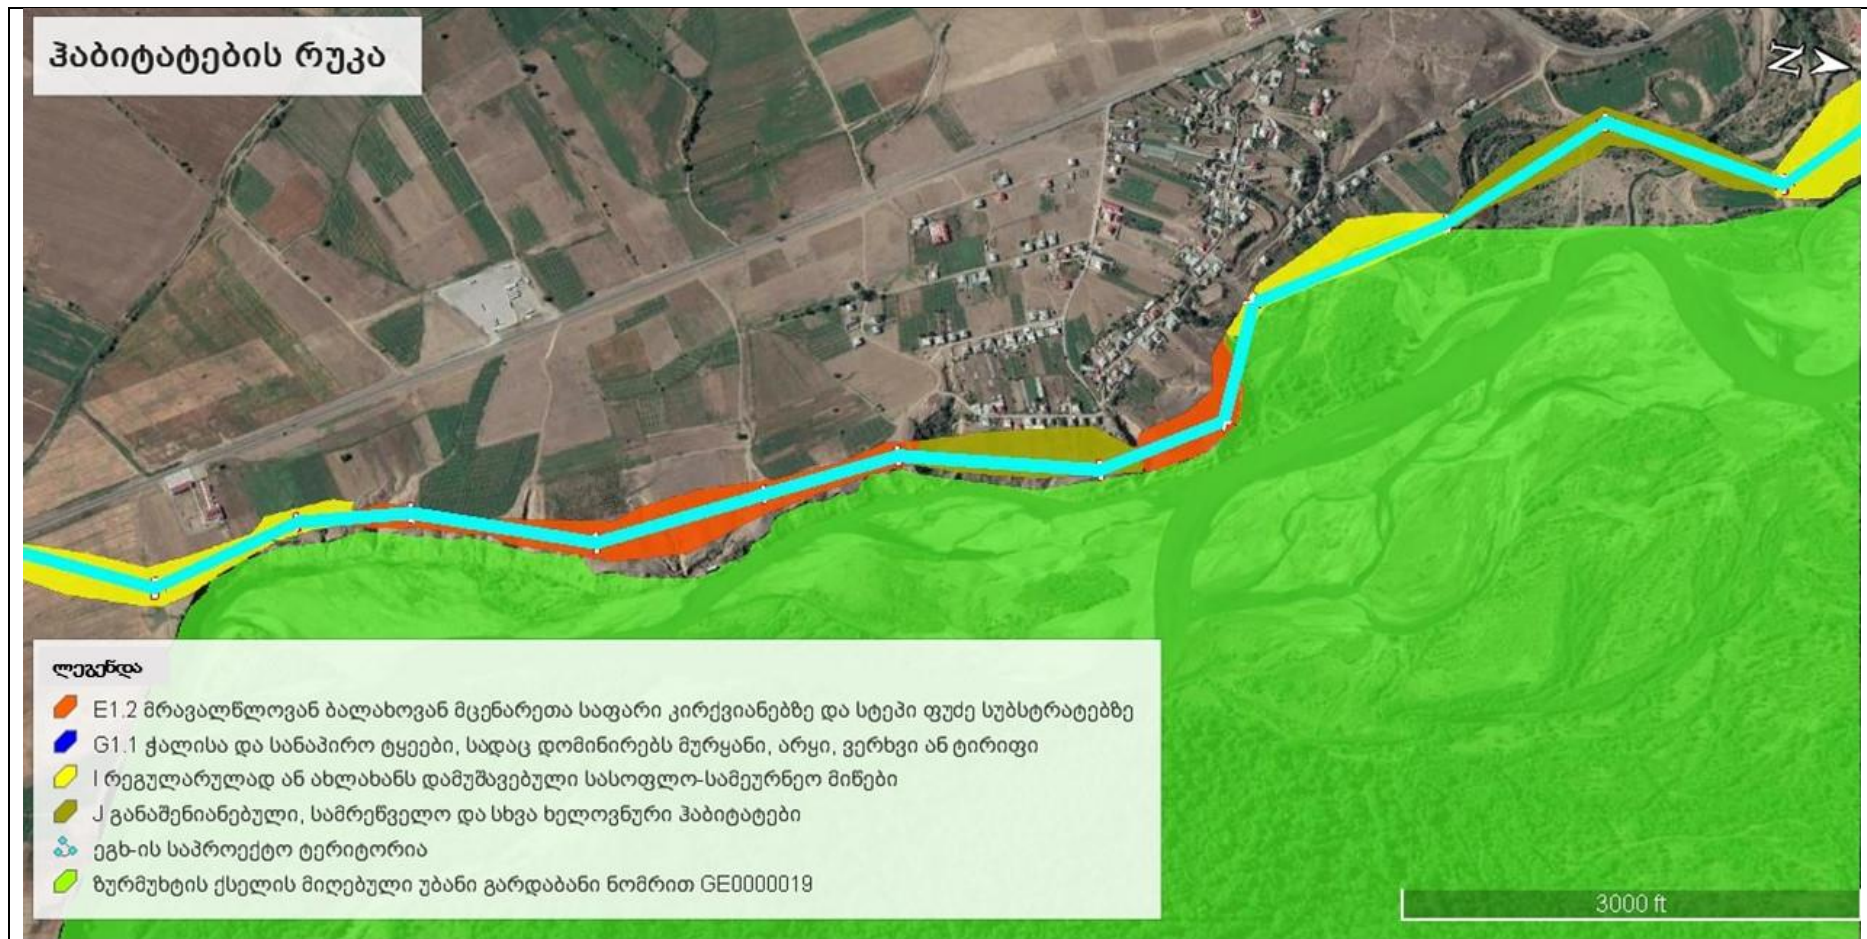 ჰაბიტატების რუკა
N
ლეგენდა
E1.2 მრავალწლოვან ბალახოვან მცენარეთა საფარი კირქვიანებზე და სტეპი ფუძე სუბსტრატებზე
G1.1 ჭალისა და სანაპირო ტყეები, სადაც დომინირებს მურყანი, არყი, ვერხვი ან ტირიფი
I რეგულარულად ან ახლახანს დამუშავებული სასოფლო-სამეურნეო მიწები
J განაშენიანებული, სამრეწველო და სხვა ხელოვნური ჰაბიტატები
ეგხ-ის საპროექტო ტერიტორია
ზურმუხტის ქსელის მიღებული უბანი გარდაბანი ნომრით GE0000019
3000 ft